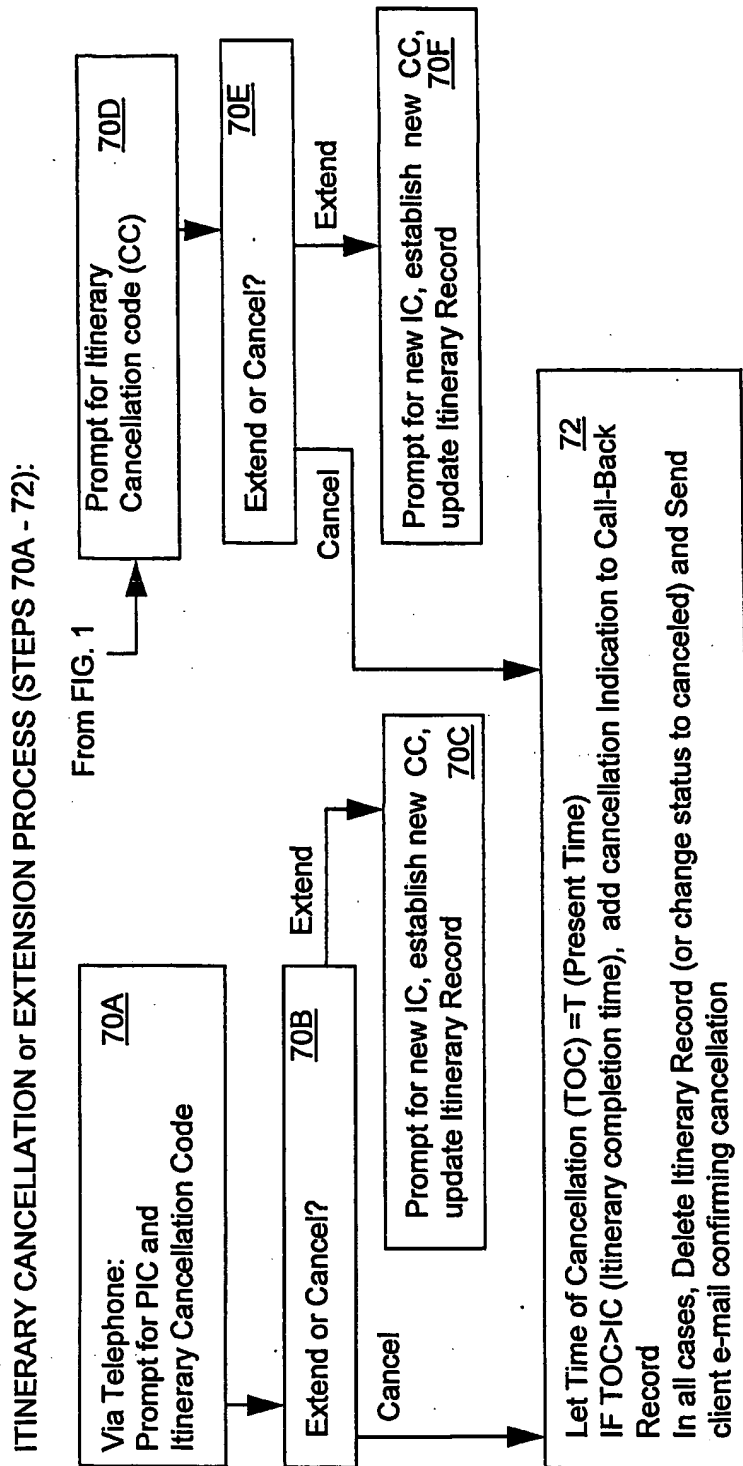 ITINERARY CANCELLATION or EXTENSION PROCESS (STEPS 70A - 72):
From FIG. 1
Via Telephone: 70A
Prompt for PIC and
Itinerary Cancellation Code
Extend or Cancel? 70B
Extend
Cancel
Prompt for new IC, establish new CC,
update Itinerary Record 70C
Prompt for Itinerary 70D
Cancellation code (CC)
Extend or Cancel? 70E
Extend
Cancel
Prompt for new IC, establish new CC,
update Itinerary Record 70F
Let Time of Cancellation (TOC) =T (Present Time) 72
IF TOC>IC (Itinerary completion time), add cancellation Indication to Call-Back
Record
In all cases, Delete Itinerary Record (or change status to canceled) and Send
client e-mail confirming cancellation